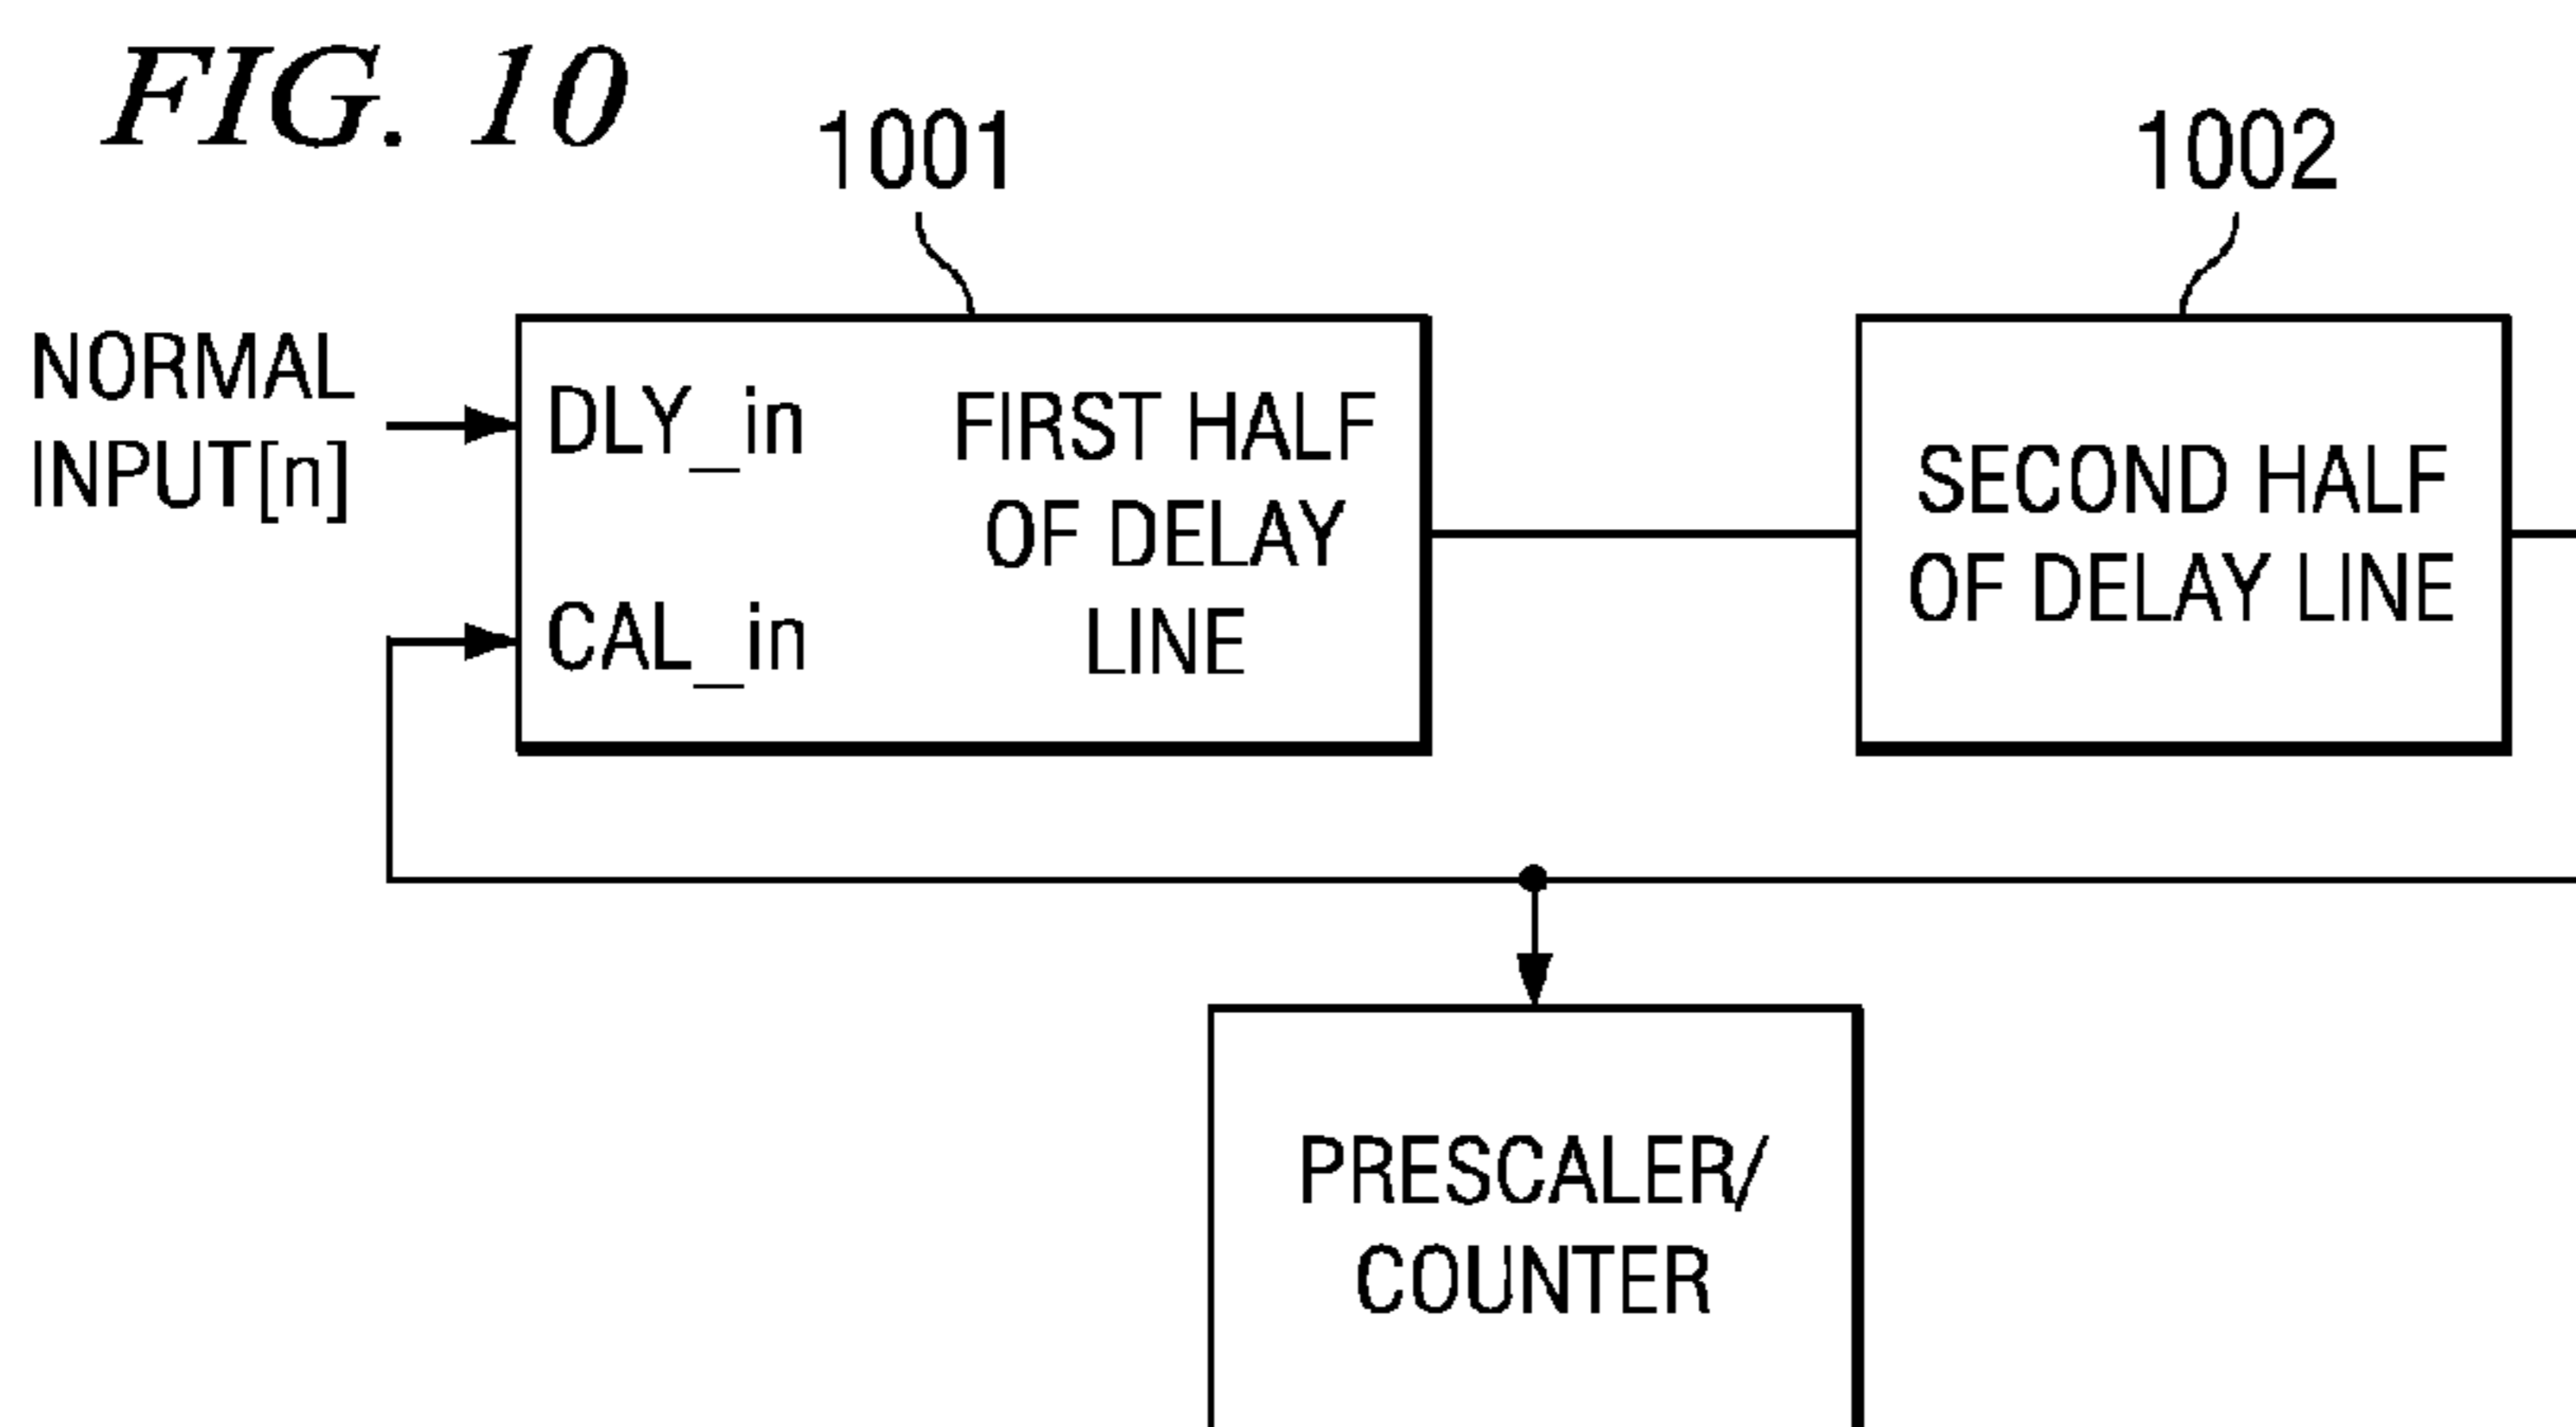 FIG. 10
1001
1002
NORMAL
INPUT[n]
DLY_in
CAL_in
FIRST HALF
OF DELAY
LINE
SECOND HALF
OF DELAY LINE
PRESCALER/
COUNTER